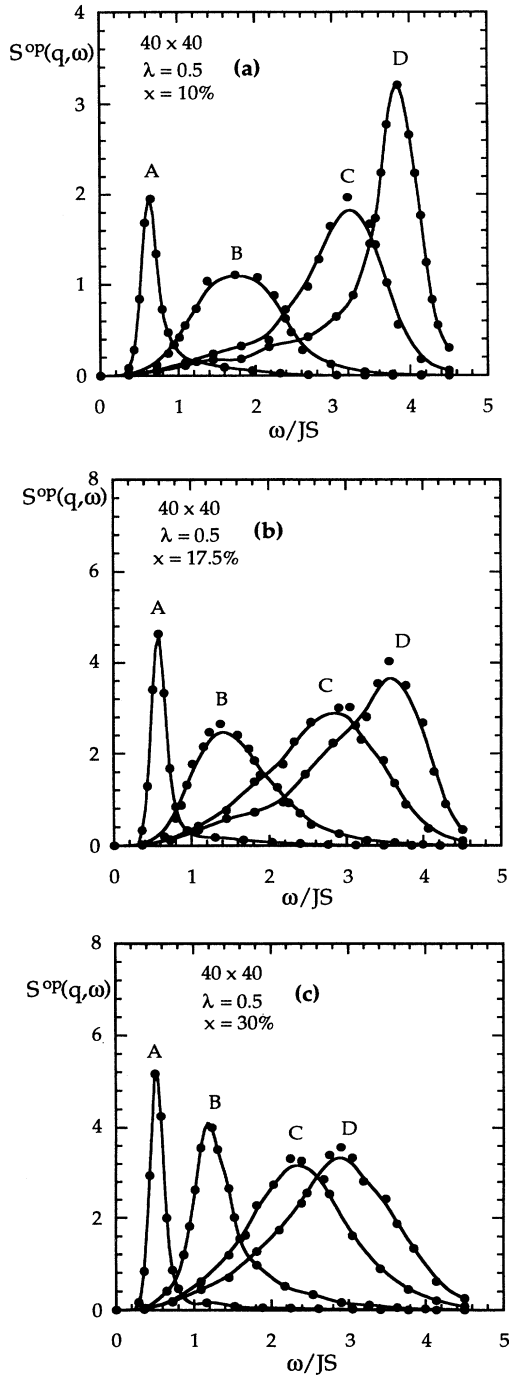 4
S^op(q,ω)
40 x 40
λ = 0.5
x = 10%
(a)
D
3
A
C
2
B
1
0
0 1 2 3 4 5
ω/JS
8
S^op(q,ω)
40 x 40
λ = 0.5
x = 17.5%
(b)
6
A
D
4
B
C
2
0
0 1 2 3 4 5
ω/JS
8
S^op(q,ω)
40 x 40
λ = 0.5
x = 30%
(c)
6
A
B
4
C
D
2
0
0 1 2 3 4 5
ω/JS